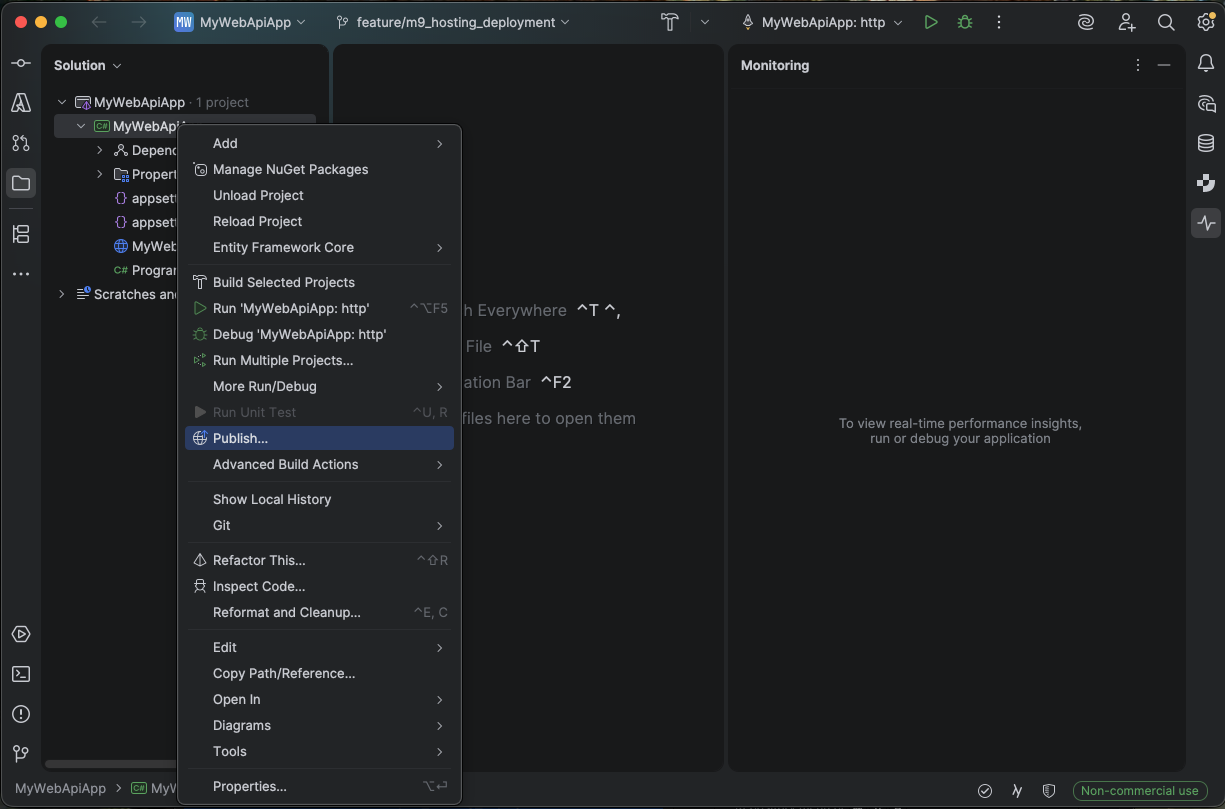 MW MyWebApiApp feature/m9_hosting_deployment MyWebApiApp: http
Solution
Monitoring
MyWebApiApp · 1 project
C# MyWebApi
Depend
Propert
{} appsett
{} appsett
MyWeb
C# Program
Scratches and
Add
Manage NuGet Packages
Unload Project
Reload Project
Entity Framework Core
Build Selected Projects
Run 'MyWebApiApp: http' ⌃⌥F5
Debug 'MyWebApiApp: http'
Run Multiple Projects...
More Run/Debug
Run Unit Test ⌃U, R
Publish...
Advanced Build Actions
Show Local History
Git
Refactor This... ⌃⇧R
Inspect Code...
Reformat and Cleanup... ⌃E, C
Edit
Copy Path/Reference...
Open In
Diagrams
Tools
Properties... ⌥↩
h Everywhere ⌃T ⌃,
File ⌃⇧T
ation Bar ⌃F2
files here to open them
To view real-time performance insights,
run or debug your application
MyWebApiApp > C# MyW
Non-commercial use